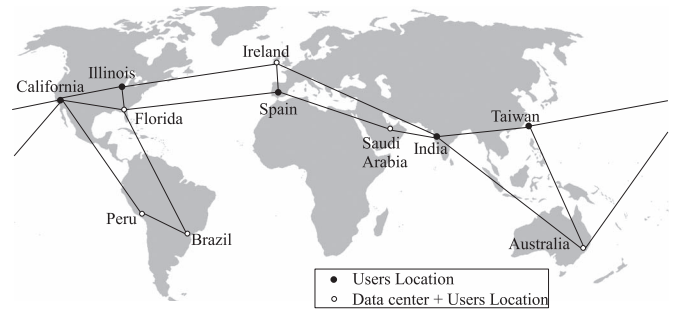 Ireland
Illinois
California
Spain
Florida
Taiwan
Saudi
Arabia
India
Peru
Brazil
Australia
Users Location
Data center + Users Location